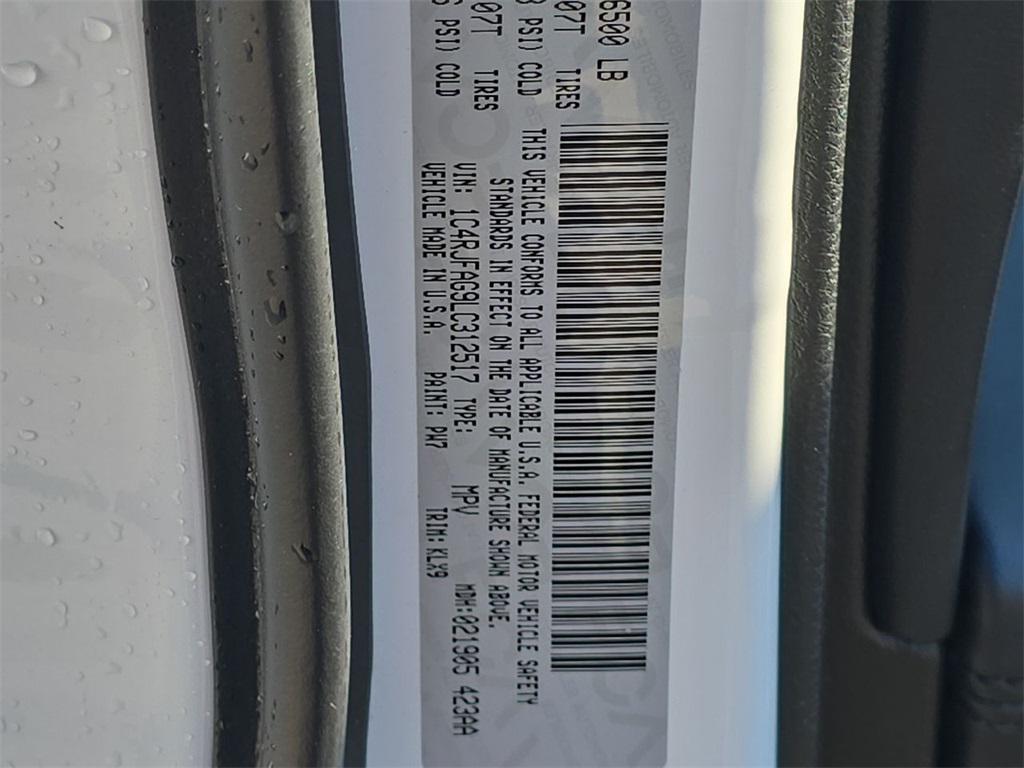 6500 LB
07T TIRES
PSI) COLD
07T TIRES
PSI) COLD
THIS VEHICLE CONFORMS TO ALL APPLICABLE U.S.A. FEDERAL MOTOR VEHICLE SAFETY
STANDARDS IN EFFECT ON THE DATE OF MANUFACTURE SHOWN ABOVE.
VIN: 1C4RJFAG9LC312517 TYPE: MPV MDH:021905 423AA
VEHICLE MADE IN U.S.A. PAINT: PW7 TRIM: KLX9